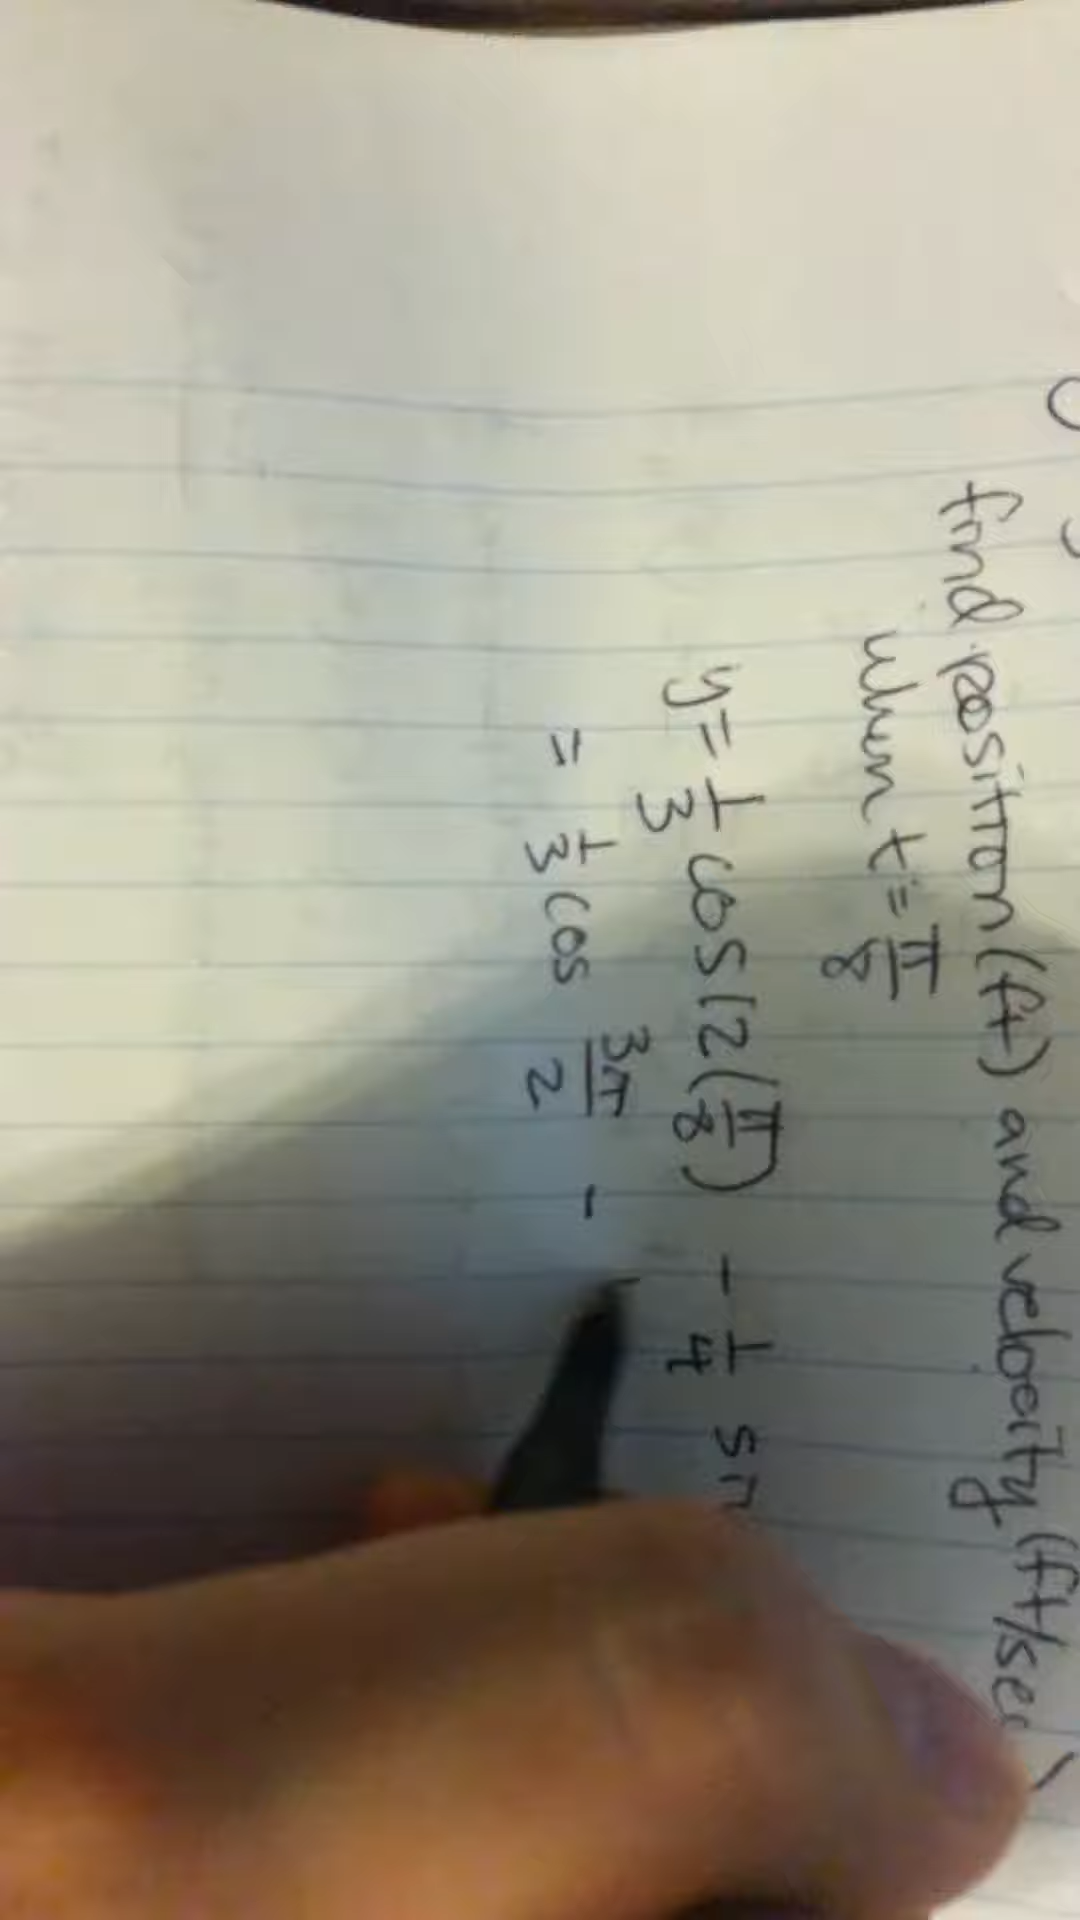 find position (ft) and velocity (ft/sec)
when t = π/8
y = 1/3 cos 12(π/8) - 1/4
= 1/3 cos 3π/2 -